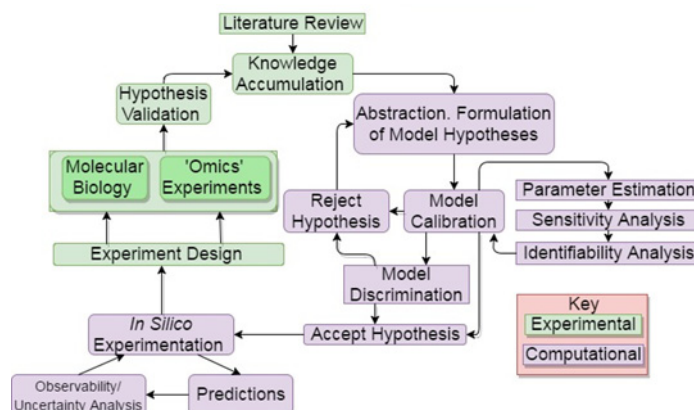 Literature Review
Knowledge
Accumulation
Hypothesis
Validation
Abstraction. Formulation
of Model Hypotheses
Molecular
Biology
'Omics'
Experiments
Reject
Hypothesis
Model
Calibration
Parameter Estimation
Sensitivity Analysis
Identifiability Analysis
Experiment Design
Model
Discrimination
Accept Hypothesis
In Silico
Experimentation
Observability/
Uncertainty Analysis
Predictions
Key
Experimental
Computational